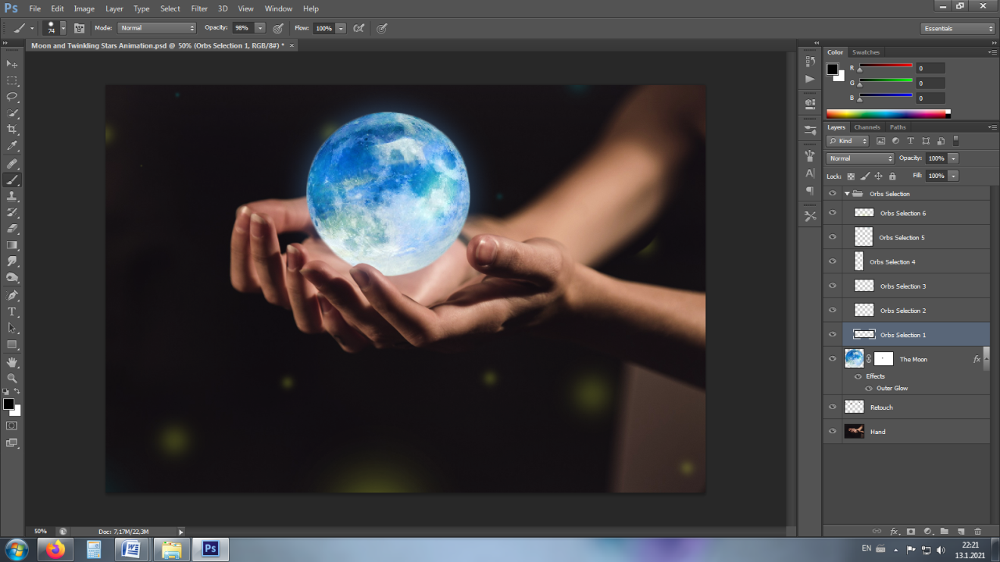 Ps File Edit Image Layer Type Select Filter 3D View Window Help
74 Mode: Normal Opacity: 98% Flow: 100% Essentials
Moon and Twinkling Stars Animation.psd @ 50% (Orbs Selection 1, RGB/8#) * ×
Color Swatches
R 0
G 0
B 0
Layers Channels Paths
Kind
Normal Opacity: 100%
Lock: Fill: 100%
Orbs Selection
Orbs Selection 6
Orbs Selection 5
Orbs Selection 4
Orbs Selection 3
Orbs Selection 2
Orbs Selection 1
The Moon fx
Effects
Outer Glow
Retouch
Hand
50% Doc: 7,17M/22,3M
fx
Ps EN 22:21
13.1.2021